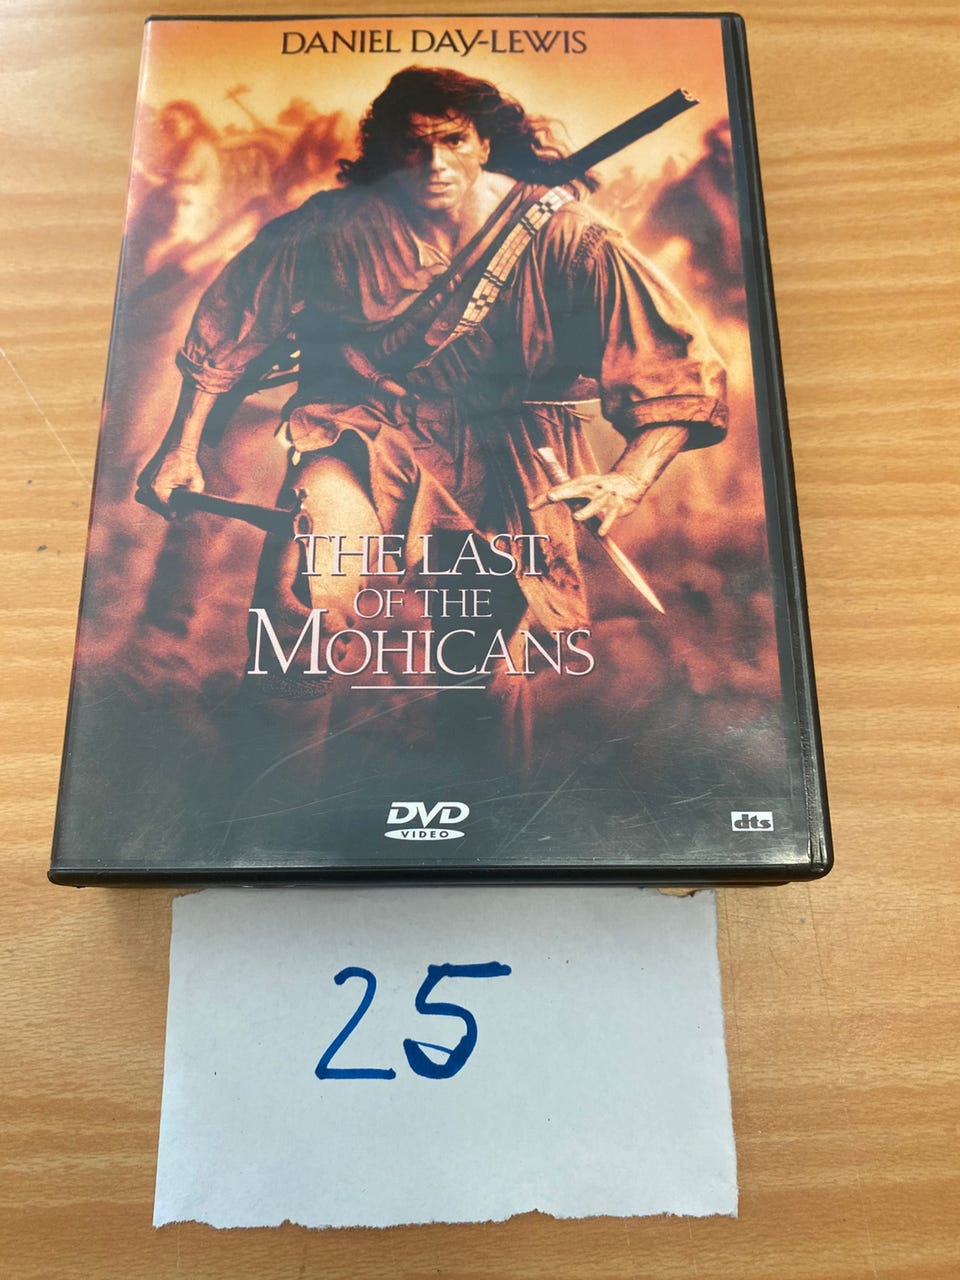 DANIEL DAY-LEWIS
THE LAST
OF THE
MOHICANS
DVD
VIDEO
dts
25